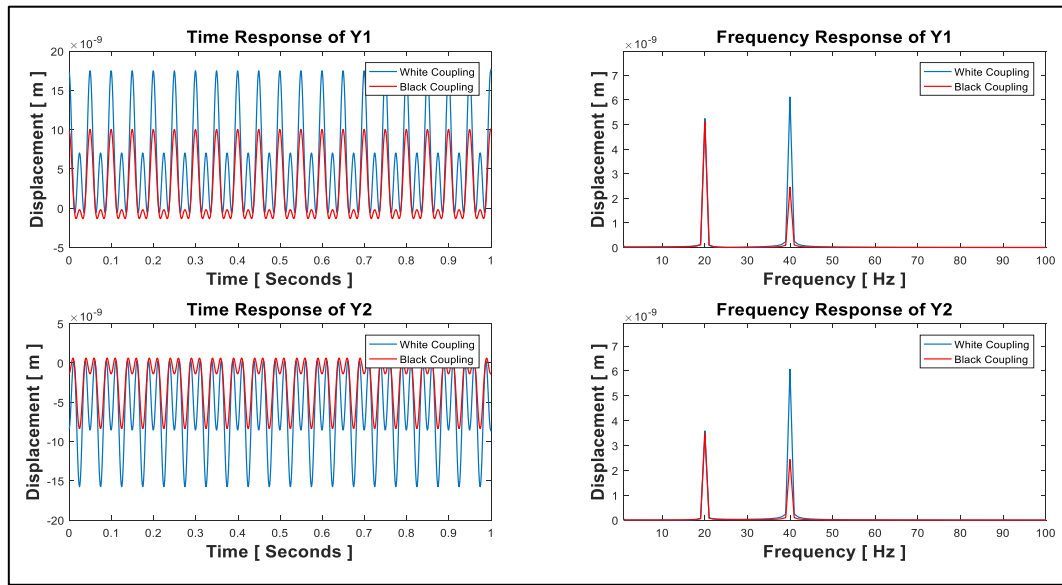 Time Response of Y1
×10-9
20
15
10
5
0
-5
Displacement [ m ]
White Coupling
Black Coupling
0 0.1 0.2 0.3 0.4 0.5 0.6 0.7 0.8 0.9 1
Time [ Seconds ]
Frequency Response of Y1
×10-9
7
6
5
4
3
2
1
0
Displacement [ m ]
White Coupling
Black Coupling
10 20 30 40 50 60 70 80 90 100
Frequency [ Hz ]
Time Response of Y2
×10-9
5
0
-5
-10
-15
-20
Displacement [ m ]
White Coupling
Black Coupling
0 0.1 0.2 0.3 0.4 0.5 0.6 0.7 0.8 0.9 1
Time [ Seconds ]
Frequency Response of Y2
×10-9
7
6
5
4
3
2
1
0
Displacement [ m ]
White Coupling
Black Coupling
10 20 30 40 50 60 70 80 90 100
Frequency [ Hz ]